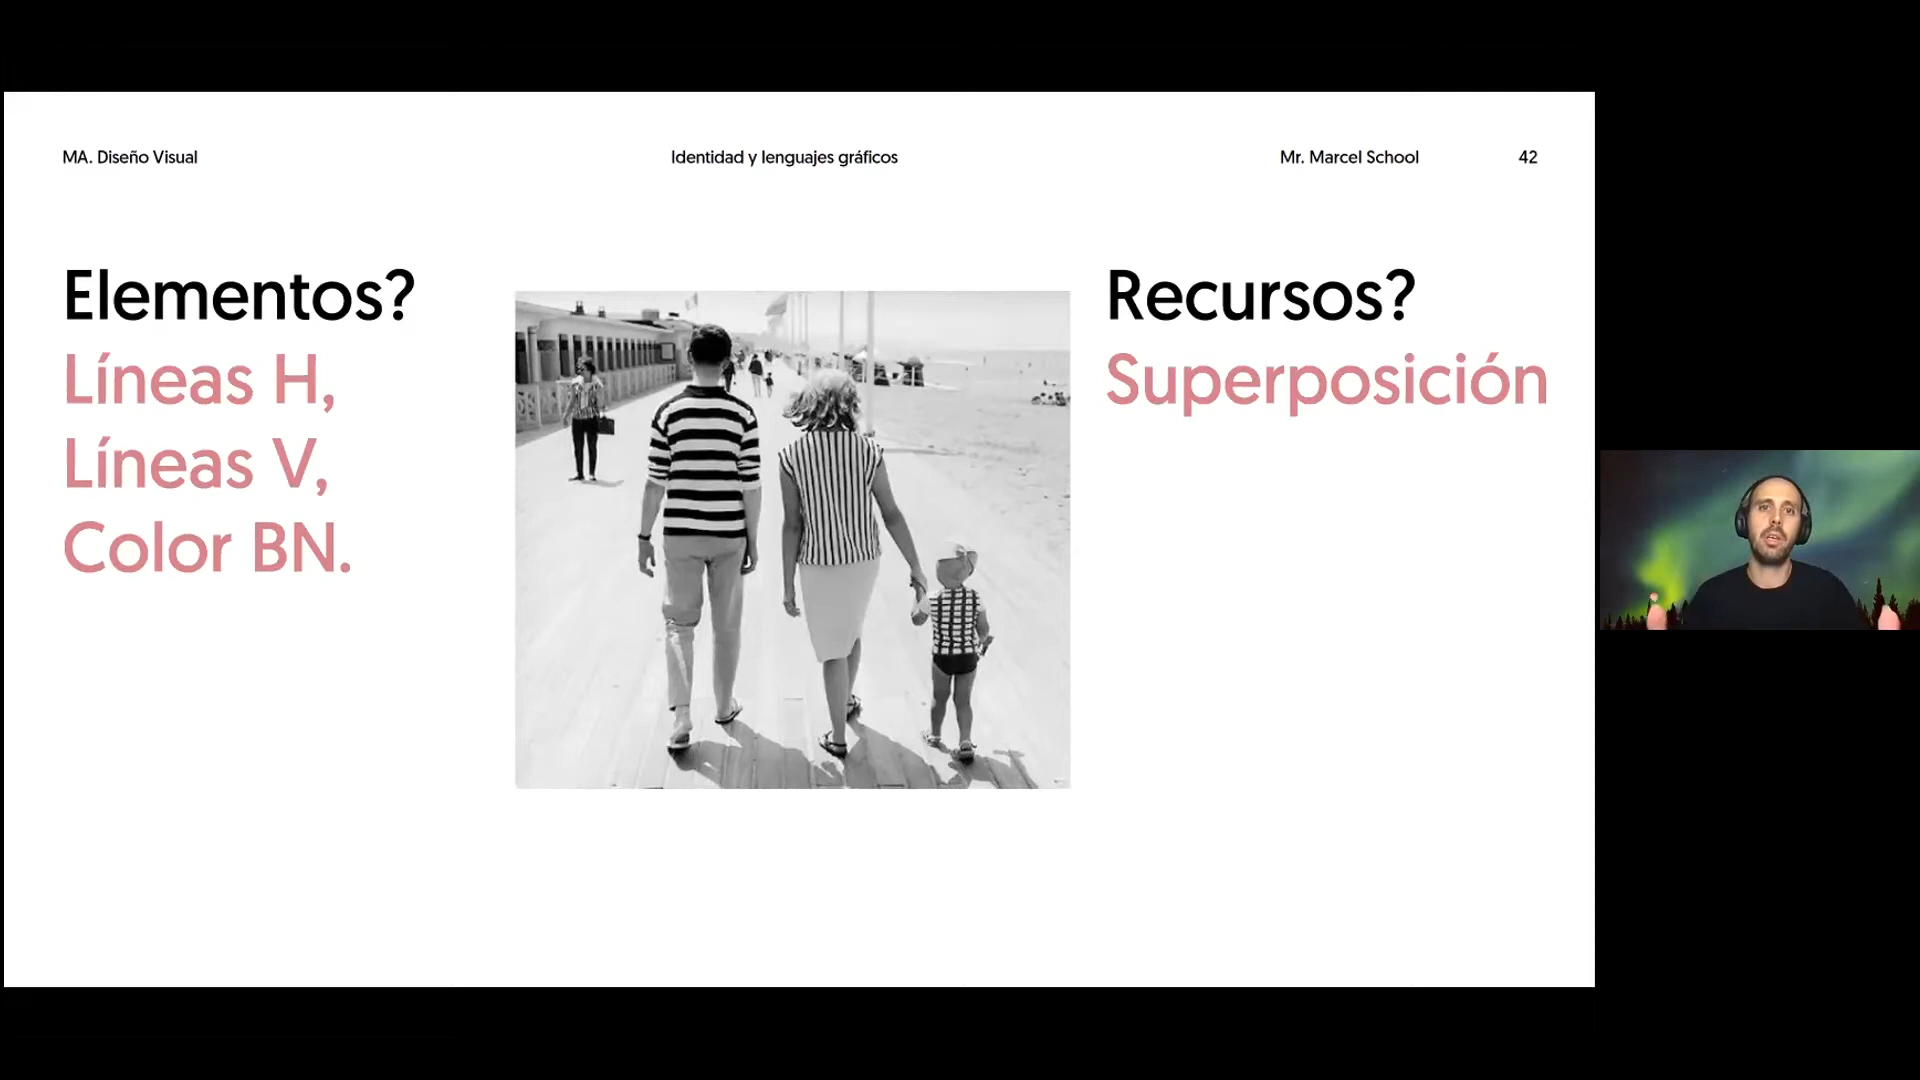 MA. Diseño Visual
Identidad y lenguajes gráficos
Mr. Marcel School
42
Elementos?
Líneas H,
Líneas V,
Color BN.
Recursos?
Superposición